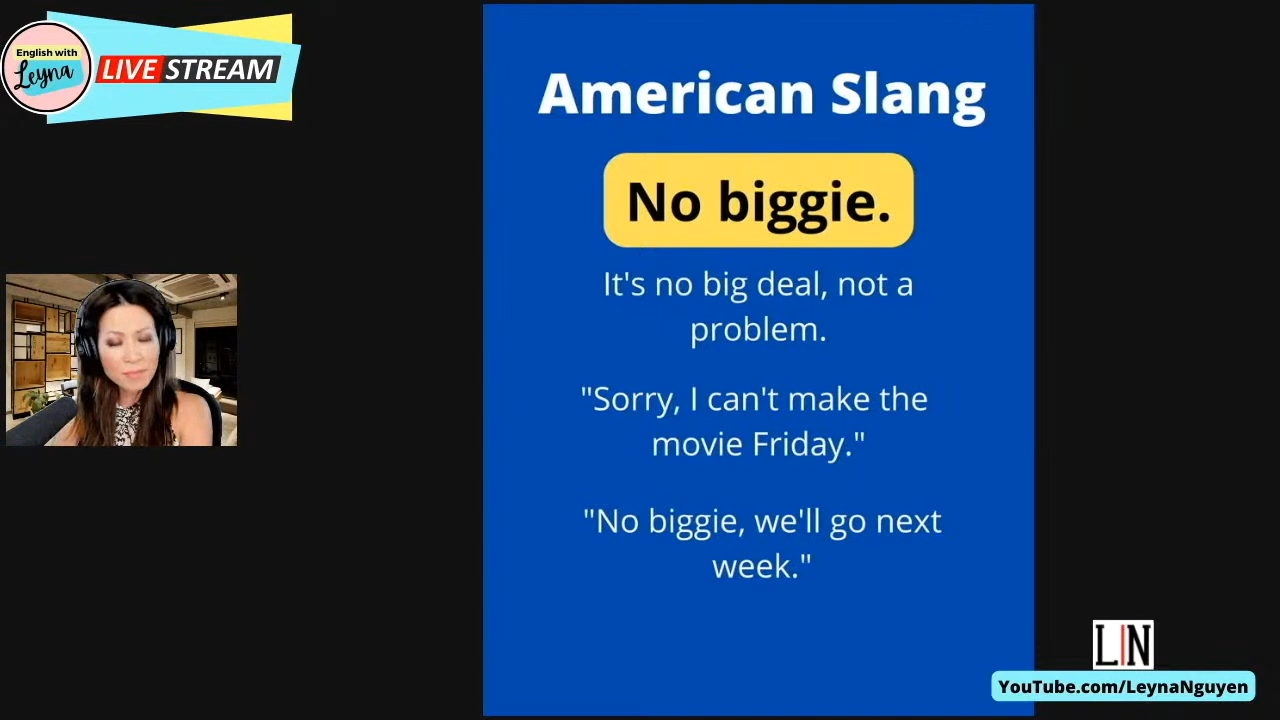 English with
Leyna
LIVE STREAM
American Slang
No biggie.
It's no big deal, not a
problem.
"Sorry, I can't make the
movie Friday."
"No biggie, we'll go next
week."
LIN
YouTube.com/LeynaNguyen